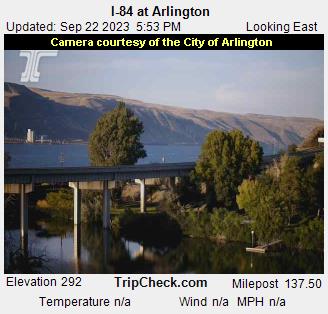 I-84 at Arlington
Updated: Sep 22 2023 5:53 PM Looking East
Camera courtesy of the City of Arlington
Elevation 292 TripCheck.com Milepost 137.50
Temperature n/a Wind n/a MPH n/a